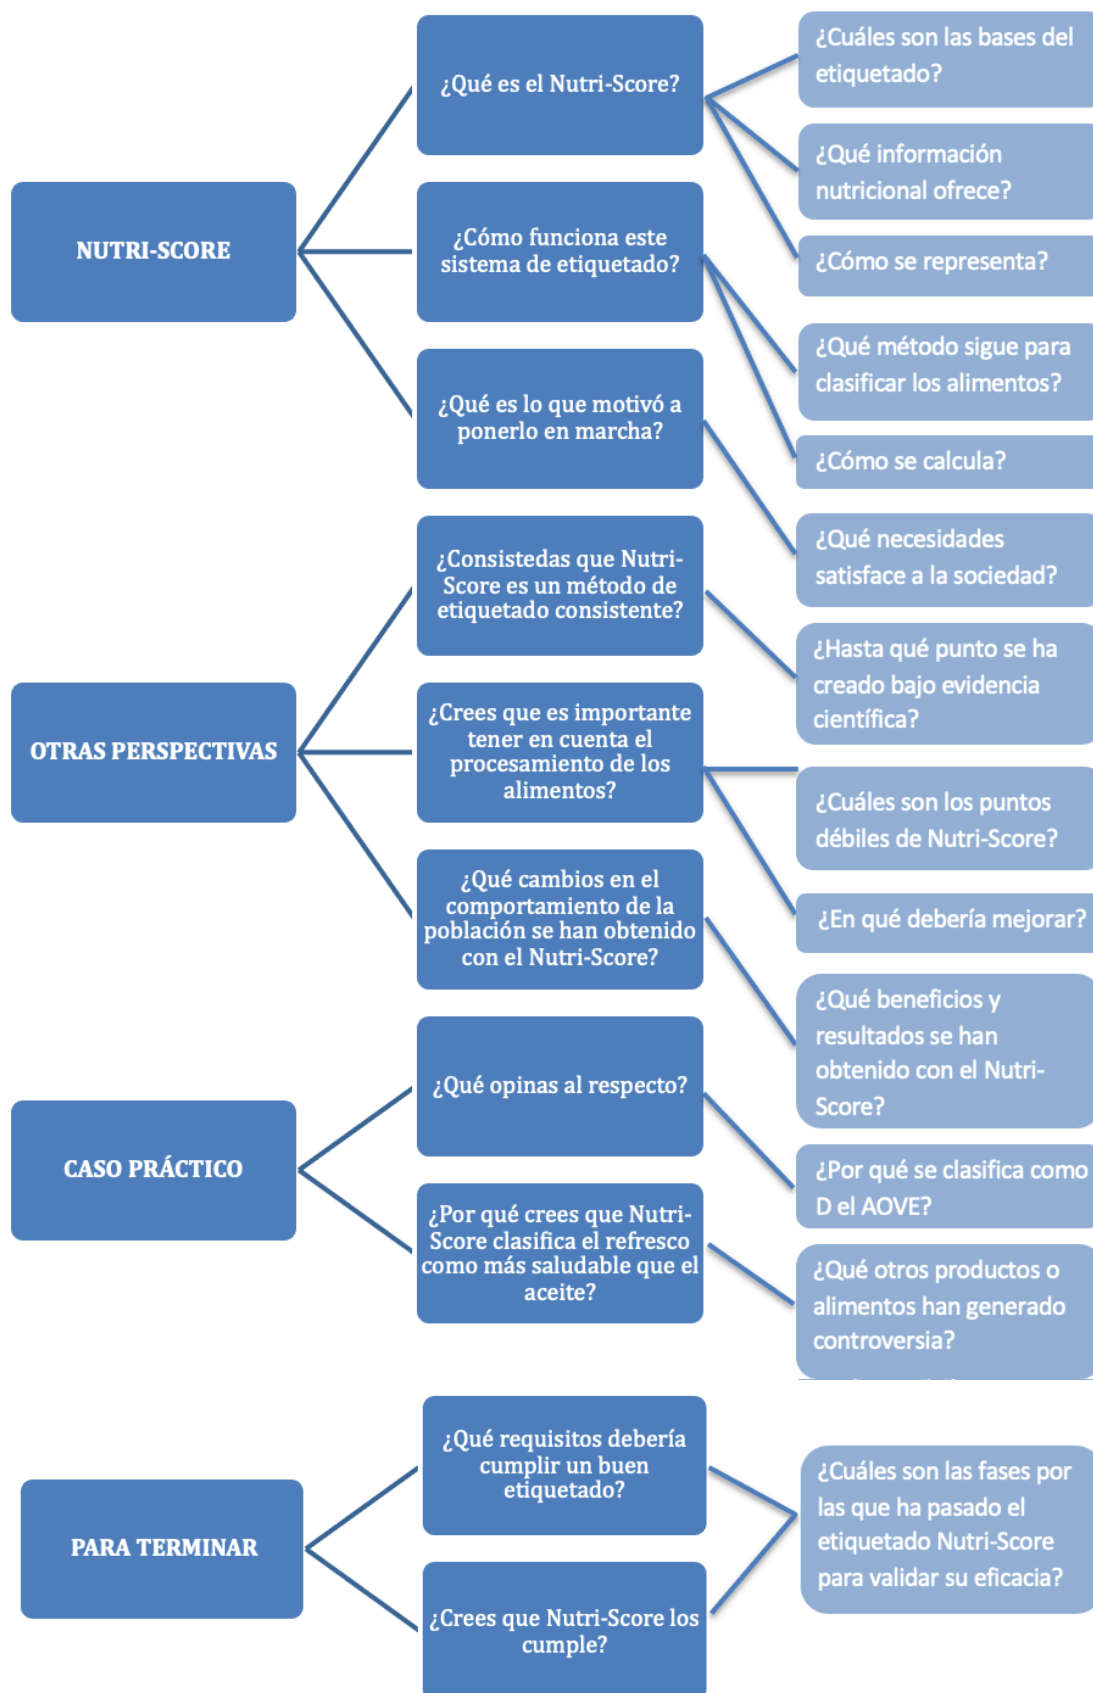 NUTRI-SCORE
¿Qué es el Nutri-Score?
¿Cuáles son las bases del
etiquetado?
¿Qué información
nutricional ofrece?
¿Cómo se representa?
¿Cómo funciona este
sistema de etiquetado?
¿Qué método sigue para
clasificar los alimentos?
¿Cómo se calcula?
¿Qué es lo que motivó a
ponerlo en marcha?
¿Qué necesidades
satisface a la sociedad?
OTRAS PERSPECTIVAS
¿Consistedas que Nutri-
Score es un método de
etiquetado consistente?
¿Hasta qué punto se ha
creado bajo evidencia
científica?
¿Crees que es importante
tener en cuenta el
procesamiento de los
alimentos?
¿Cuáles son los puntos
débiles de Nutri-Score?
¿En qué debería mejorar?
¿Qué cambios en el
comportamiento de la
población se han obtenido
con el Nutri-Score?
¿Qué beneficios y
resultados se han
obtenido con el Nutri-
Score?
CASO PRÁCTICO
¿Qué opinas al respecto?
¿Por qué se clasifica como
D el AOVE?
¿Por qué crees que Nutri-
Score clasifica el refresco
como más saludable que el
aceite?
¿Qué otros productos o
alimentos han generado
controversia?
PARA TERMINAR
¿Qué requisitos debería
cumplir un buen
etiquetado?
¿Crees que Nutri-Score los
cumple?
¿Cuáles son las fases por
las que ha pasado el
etiquetado Nutri-Score
para validar su eficacia?